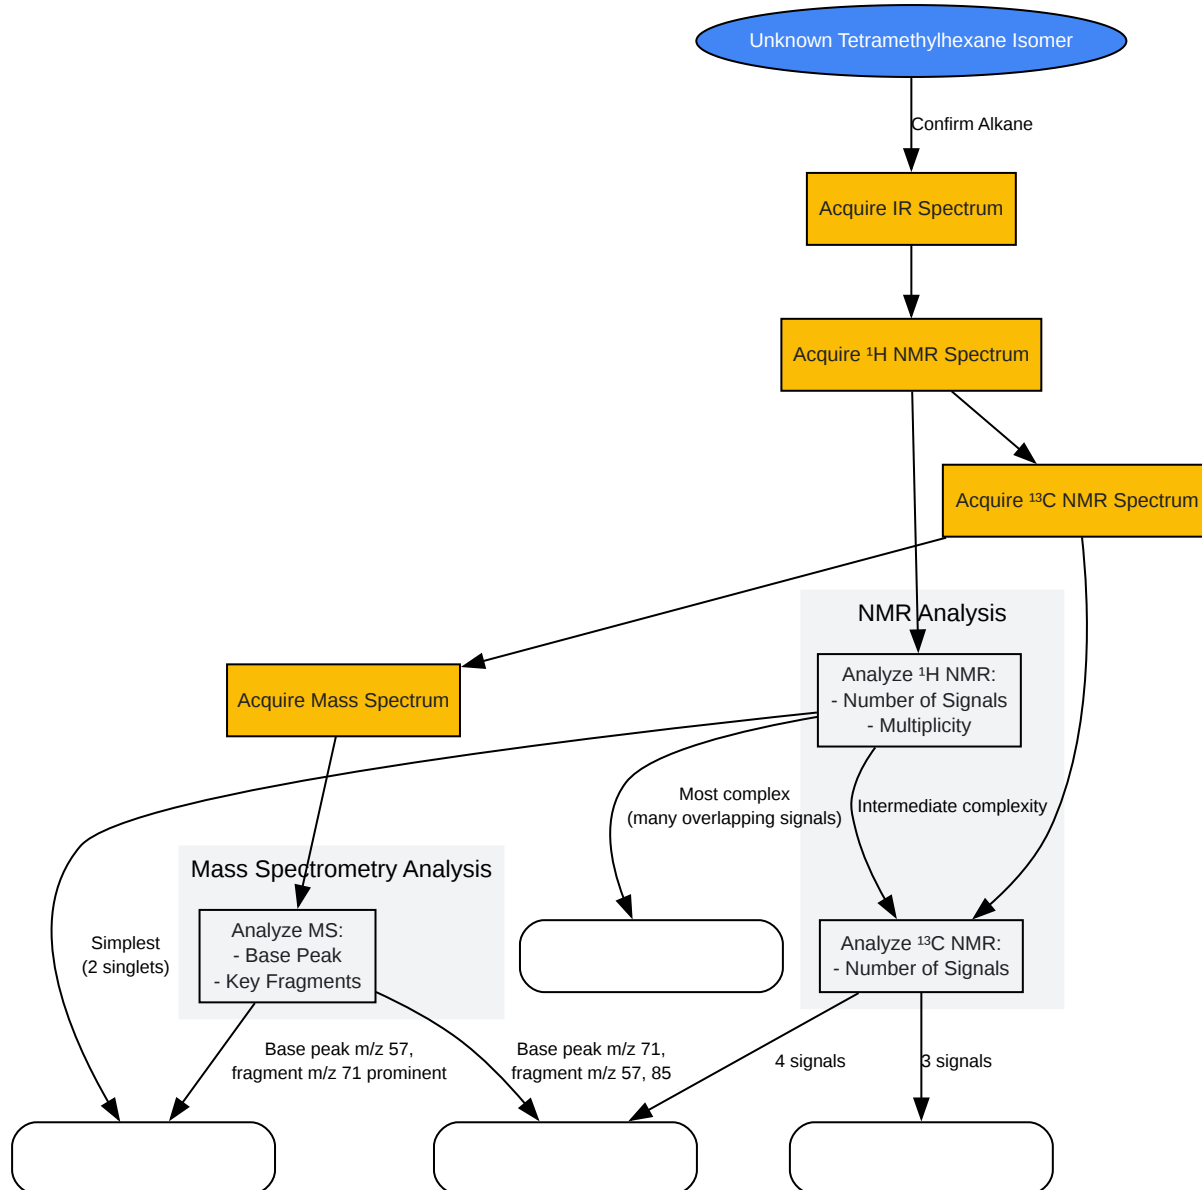 Unknown Tetramethylhexane Isomer
Confirm Alkane
Acquire IR Spectrum
Acquire ¹H NMR Spectrum
Acquire ¹³C NMR Spectrum
NMR Analysis
Analyze ¹H NMR:
- Number of Signals
- Multiplicity
Acquire Mass Spectrum
Most complex
(many overlapping signals)
Intermediate complexity
Mass Spectrometry Analysis
Analyze MS:
- Base Peak
- Key Fragments
Simplest
(2 singlets)
Analyze ¹³C NMR:
- Number of Signals
Base peak m/z 57,
fragment m/z 71 prominent
Base peak m/z 71,
fragment m/z 57, 85
4 signals
3 signals